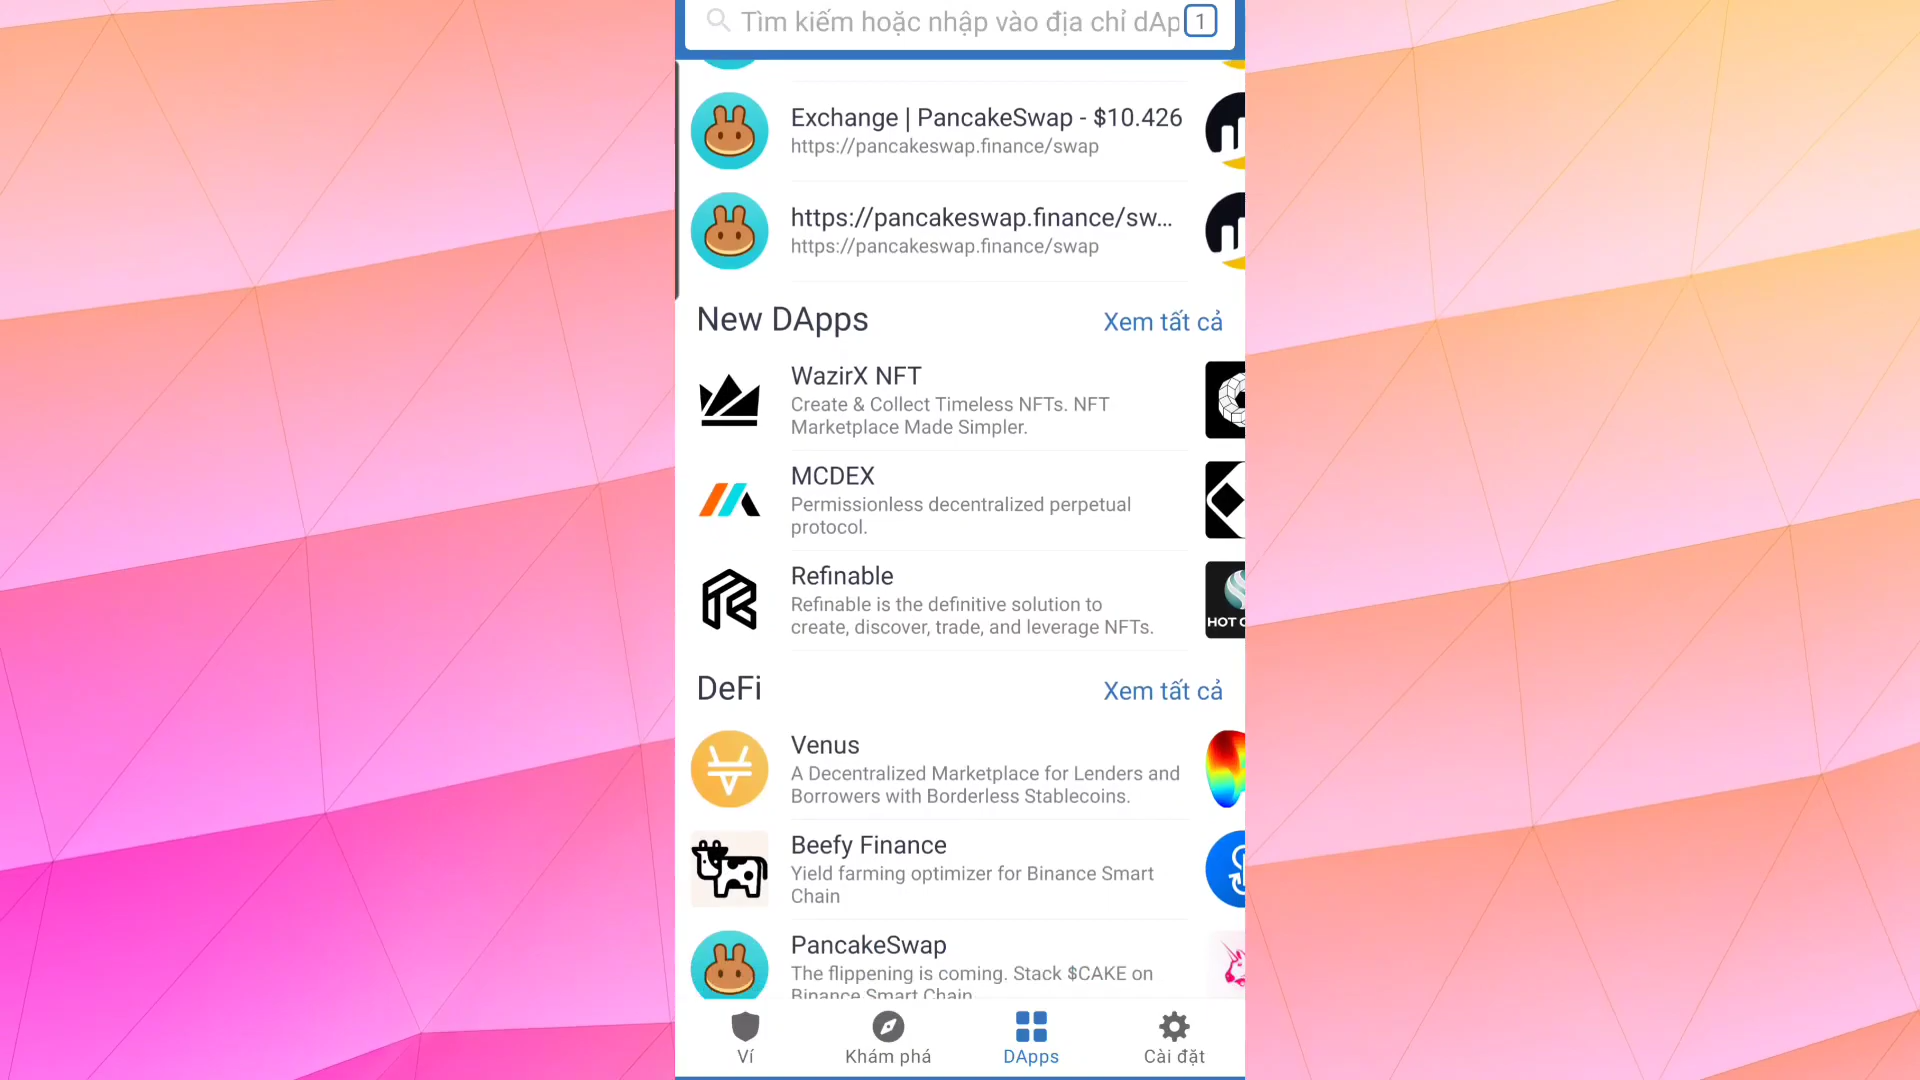 Tìm kiếm hoặc nhập vào địa chỉ dAp
1
Exchange | PancakeSwap - $10.426
https://pancakeswap.finance/swap
https://pancakeswap.finance/sw...
https://pancakeswap.finance/swap
New DApps
Xem tất cả
WazirX NFT
Create & Collect Timeless NFTs. NFT
Marketplace Made Simpler.
MCDEX
Permissionless decentralized perpetual
protocol.
Refinable
Refinable is the definitive solution to
create, discover, trade, and leverage NFTs.
HOT
DeFi
Xem tất cả
Venus
A Decentralized Marketplace for Lenders and
Borrowers with Borderless Stablecoins.
Beefy Finance
Yield farming optimizer for Binance Smart
Chain
PancakeSwap
The flippening is coming. Stack $CAKE on
Binance Smart Chain
Ví
Khám phá
DApps
Cài đặt